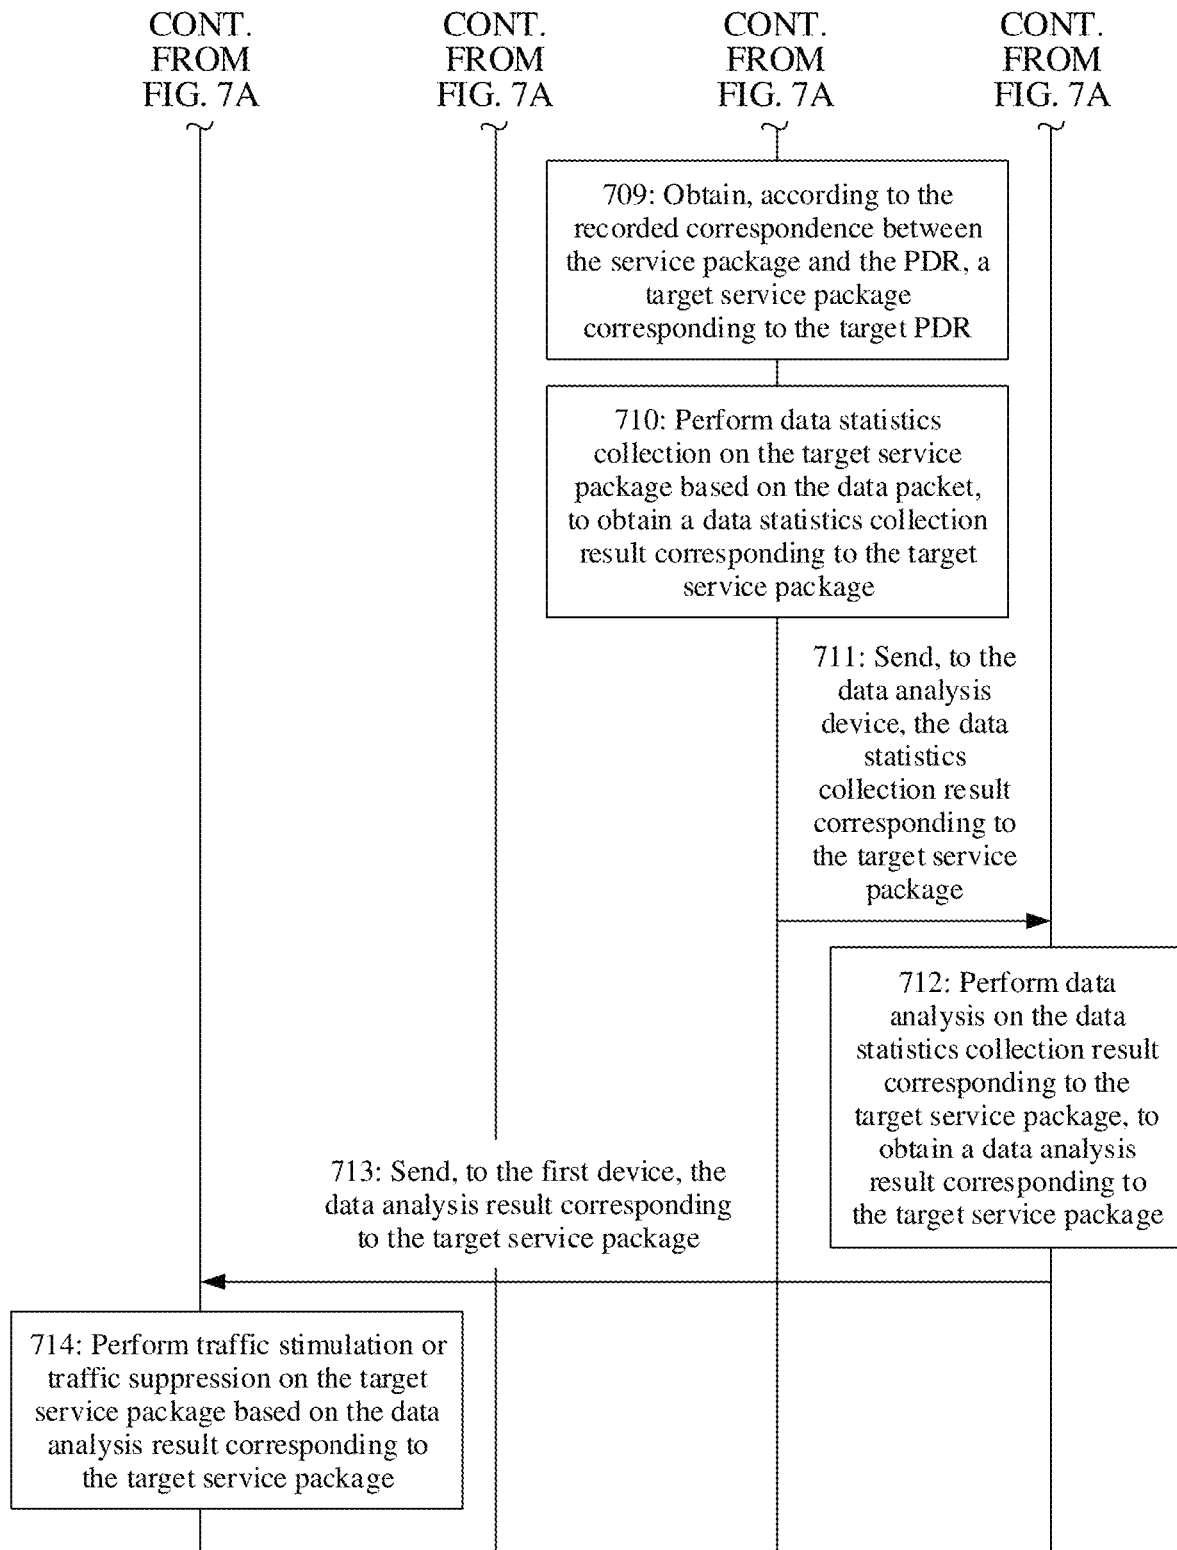 CONT.
FROM
FIG. 7A
CONT.
FROM
FIG. 7A
CONT.
FROM
FIG. 7A
CONT.
FROM
FIG. 7A
709: Obtain, according to the
recorded correspondence between
the service package and the PDR, a
target service package
corresponding to the target PDR
710: Perform data statistics
collection on the target service
package based on the data packet,
to obtain a data statistics collection
result corresponding to the target
service package
711: Send, to the
data analysis
device, the data
statistics
collection result
corresponding to
the target service
package
712: Perform data
analysis on the data
statistics collection result
corresponding to the
target service package, to
obtain a data analysis
result corresponding to
the target service package
713: Send, to the first device, the
data analysis result corresponding
to the target service package
714: Perform traffic stimulation or
traffic suppression on the target
service package based on the data
analysis result corresponding to
the target service package